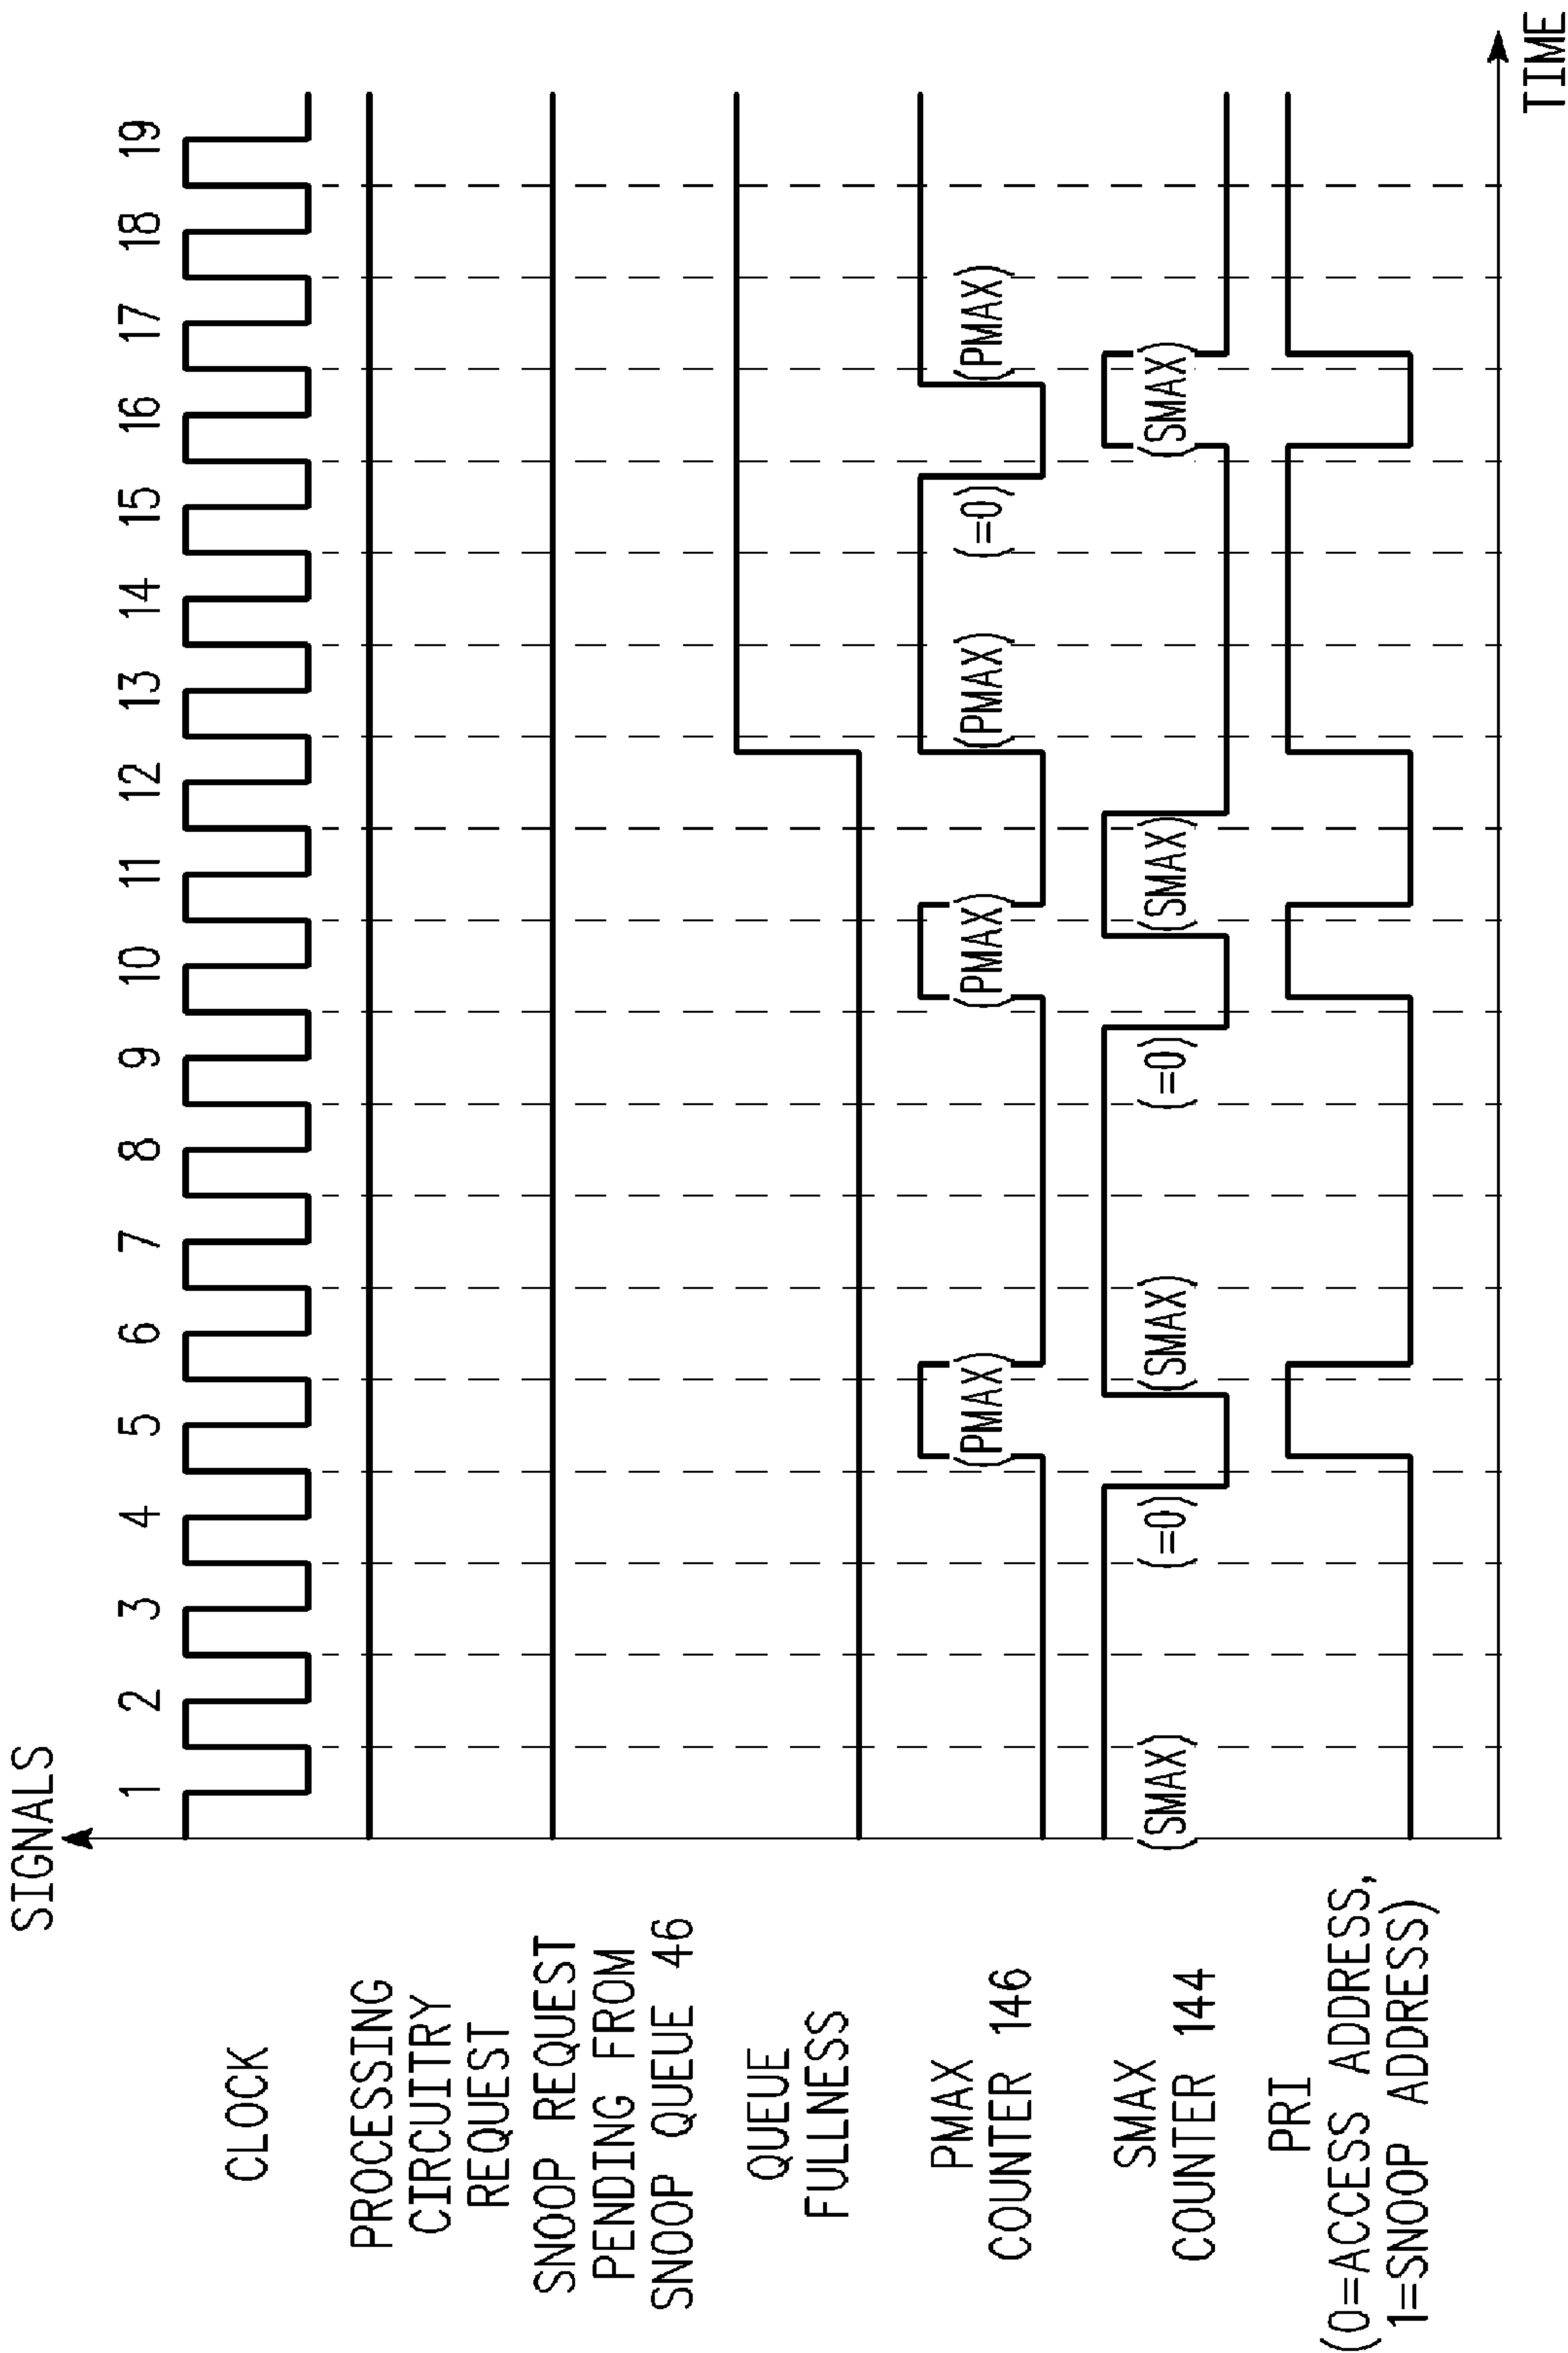 SIGNALS
1 2 3 4 5 6 7 8 9 10 11 12 13 14 15 16 17 18 19
CLOCK
PROCESSING
CIRCUITRY
REQUEST
SNOOP REQUEST
PENDING FROM
SNOOP QUEUE 46
QUEUE
FULLNESS
PMAX
COUNTER 146
(PMAX) (PMAX) (PMAX) (=0) (PMAX)
SMAX
COUNTER 144
(SMAX) (=0) (SMAX) (=0) (SMAX) (SMAX)
PRI
(0=ACCESS ADDRESS,
1=SNOOP ADDRESS)
TIME